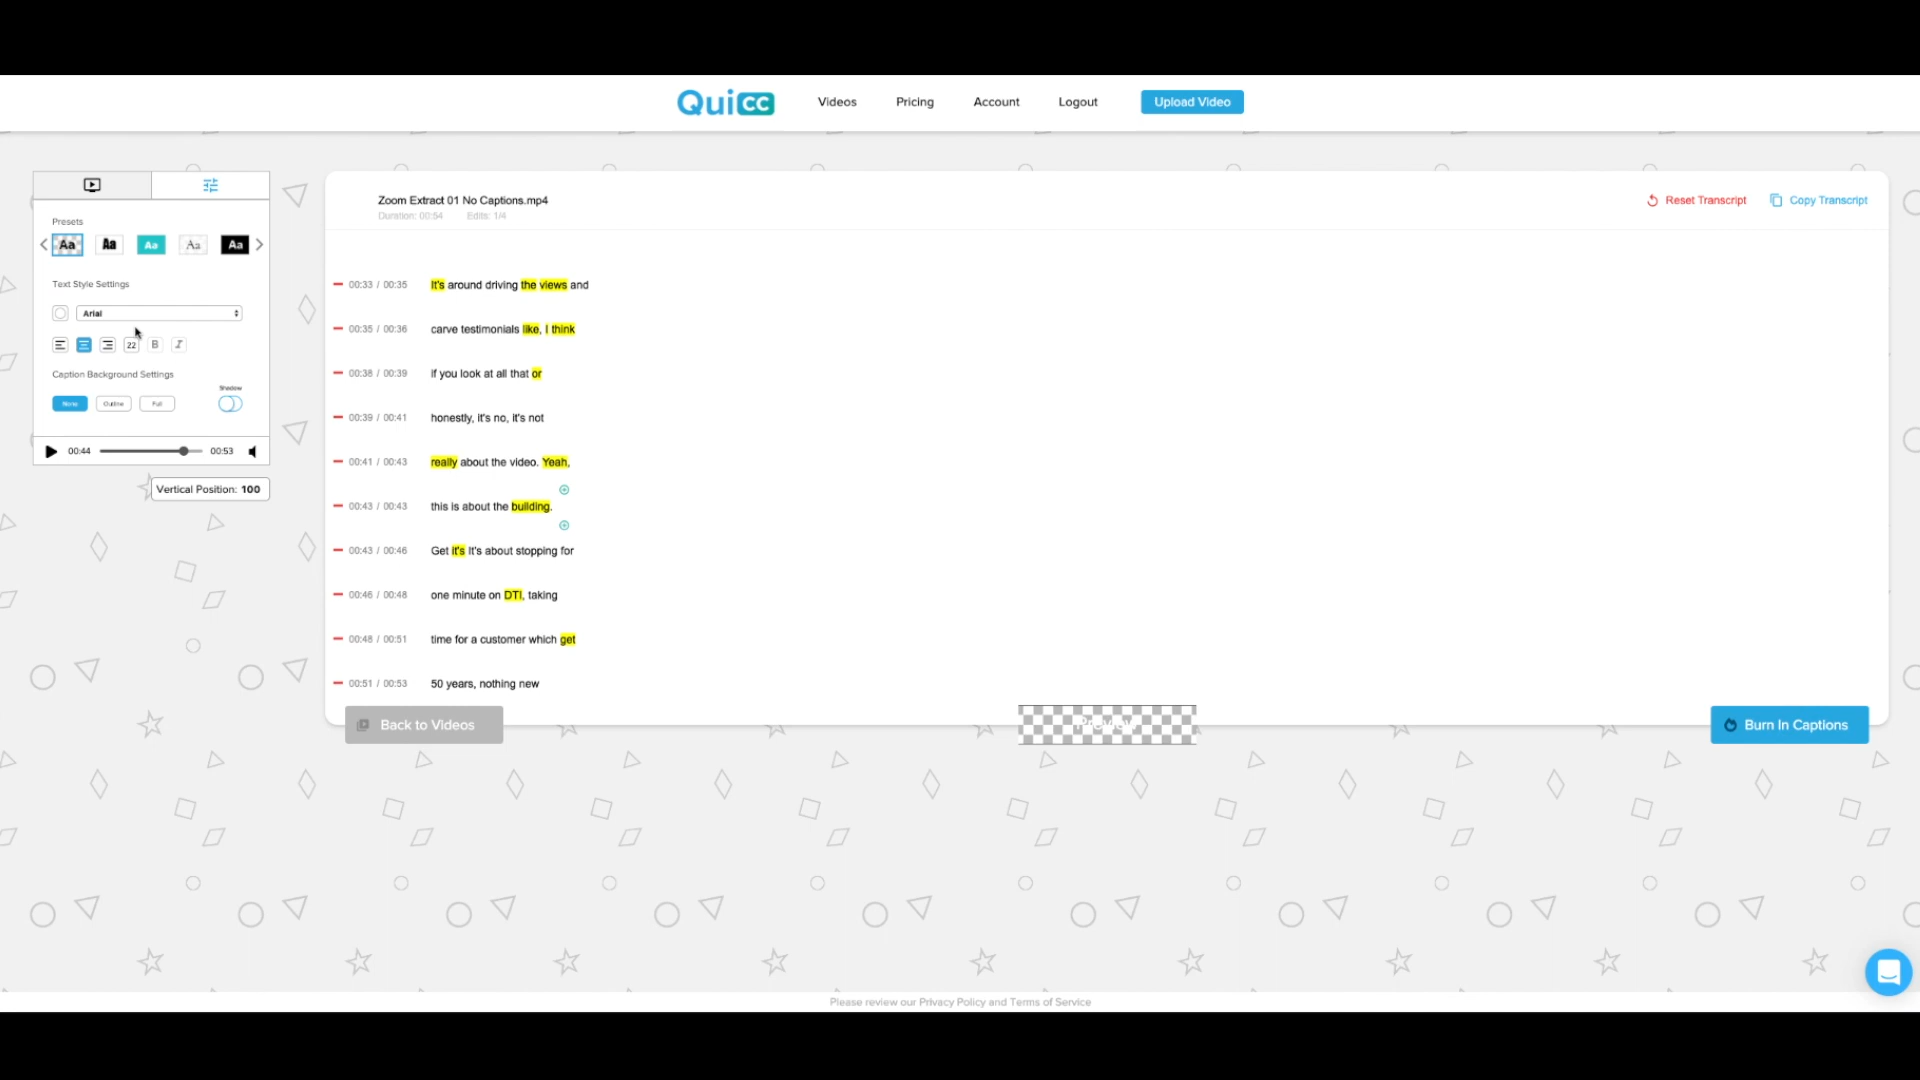 Quicc
Videos
Pricing
Account
Logout
Upload Video
Presets
Aa
Aa
Aa
Aa
Aa
Text Style Settings
Arial
22
B
I
Caption Background Settings
Shadow
None
Outline
Full
00:44
00:53
Vertical Position: 100
Zoom Extract 01 No Captions.mp4
Duration: 00:54 Edits: 1/4
Reset Transcript
Copy Transcript
00:33 / 00:35 It's around driving the views and
00:35 / 00:36 carve testimonials like, I think
00:38 / 00:39 if you look at all that or
00:39 / 00:41 honestly, it's no, it's not
00:41 / 00:43 really about the video. Yeah,
00:43 / 00:43 this is about the building.
00:43 / 00:46 Get it's It's about stopping for
00:46 / 00:48 one minute on DTI, taking
00:48 / 00:51 time for a customer which get
00:51 / 00:53 50 years, nothing new
Back to Videos
Preview
Burn In Captions
Please review our Privacy Policy and Terms of Service